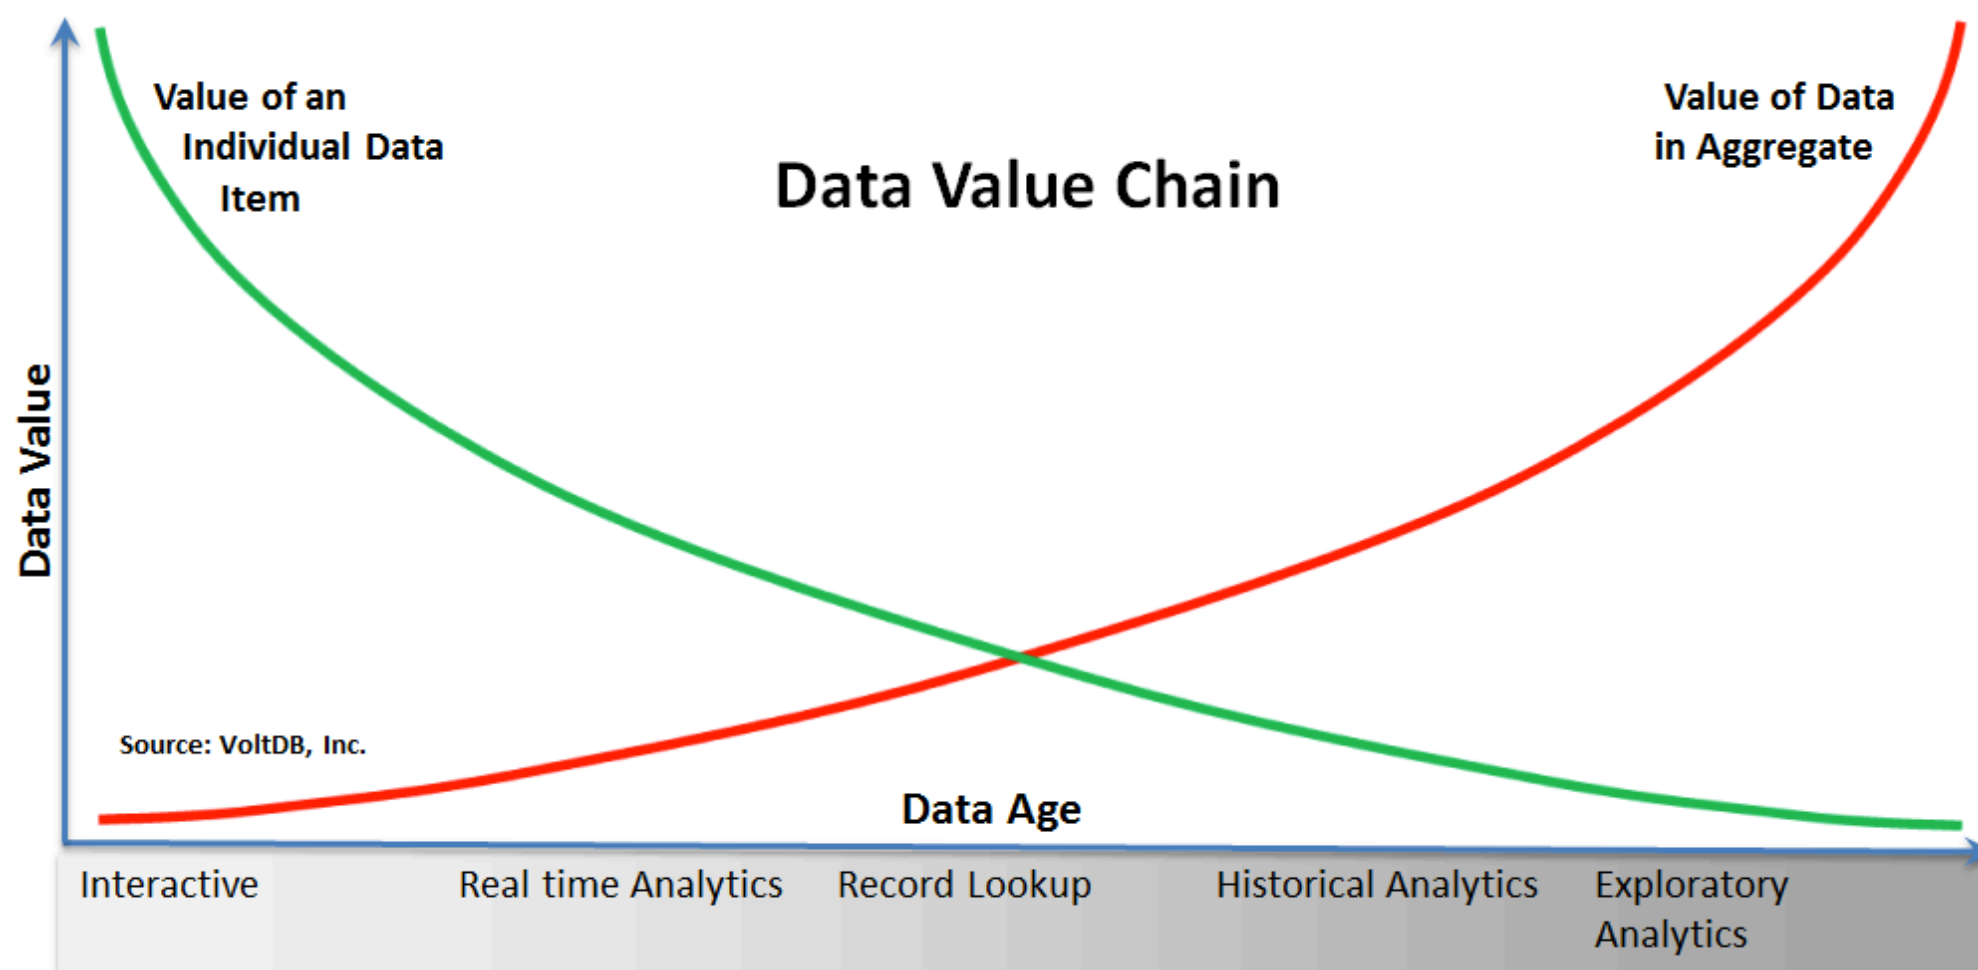 Value of an
Individual Data
Item
Data Value Chain
Value of Data
in Aggregate
Data Value
Source: VoltDB, Inc.
Data Age
Interactive
Real time Analytics
Record Lookup
Historical Analytics
Exploratory
Analytics